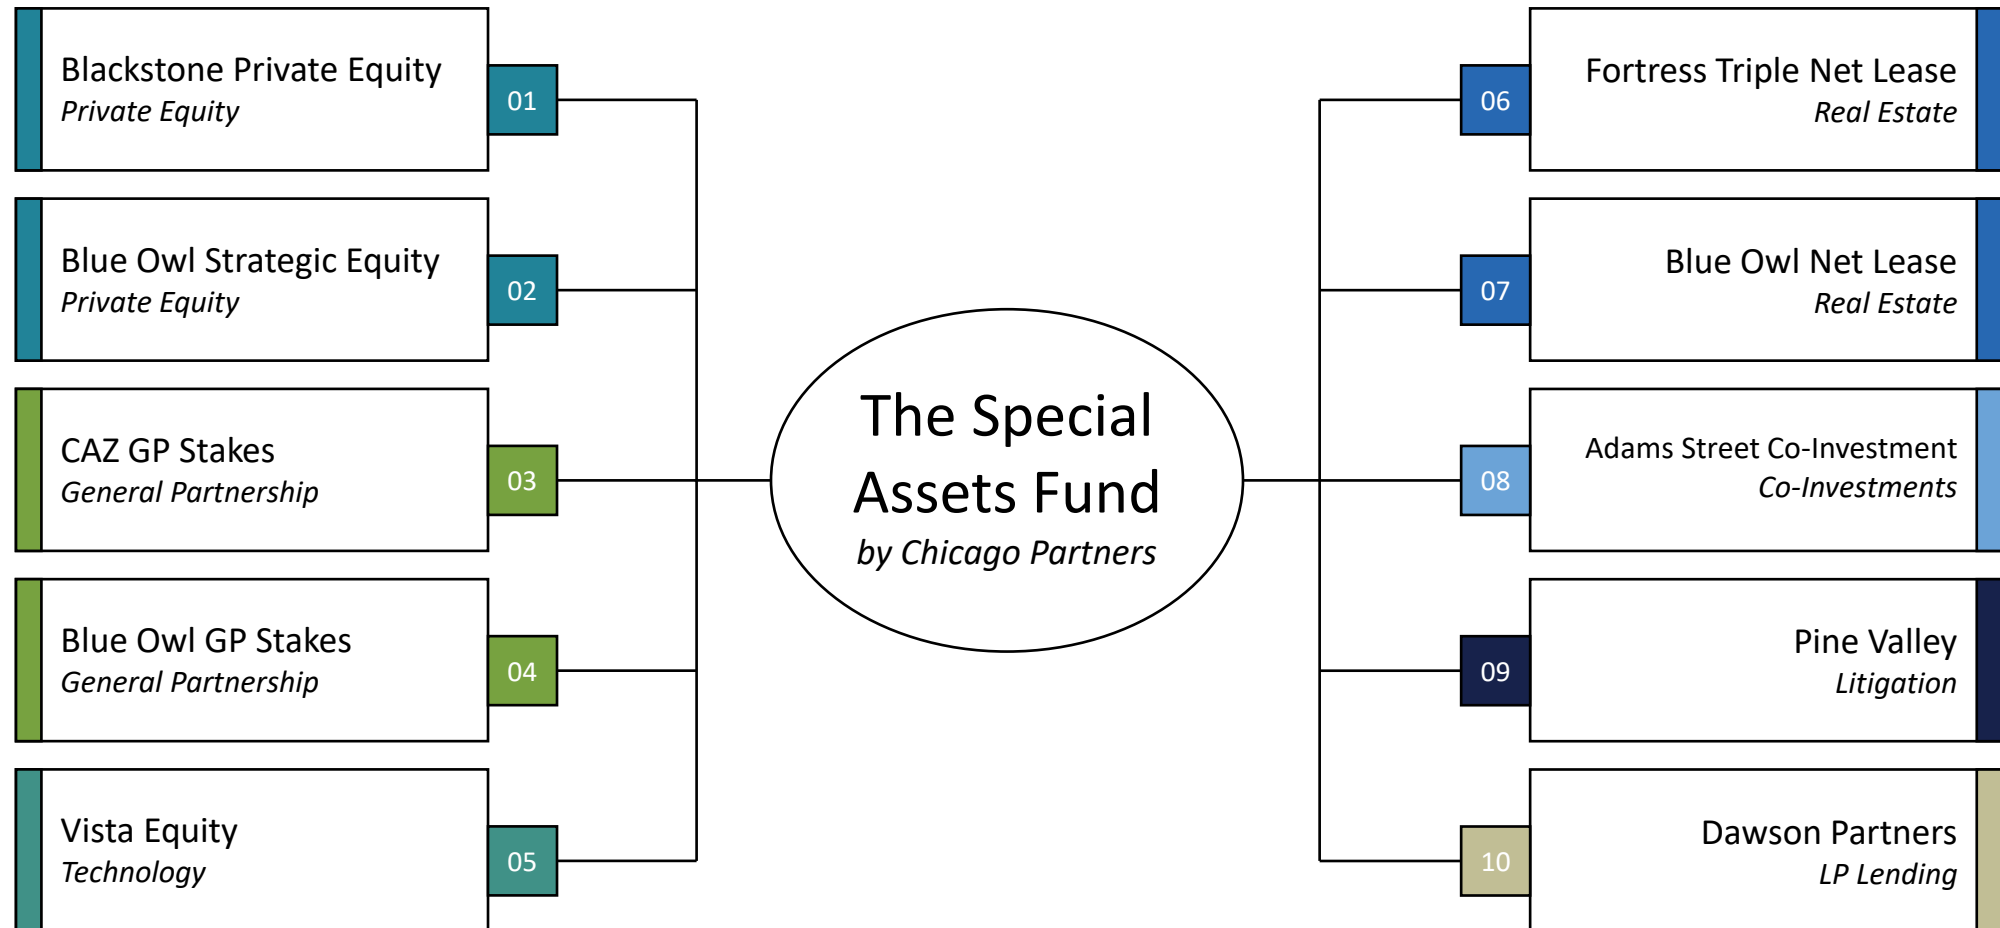 Blackstone Private Equity
Private Equity
01
Blue Owl Strategic Equity
Private Equity
02
CAZ GP Stakes
General Partnership
03
Blue Owl GP Stakes
General Partnership
04
Vista Equity
Technology
05
The Special
Assets Fund
by Chicago Partners
06
Fortress Triple Net Lease
Real Estate
07
Blue Owl Net Lease
Real Estate
08
Adams Street Co-Investment
Co-Investments
09
Pine Valley
Litigation
10
Dawson Partners
LP Lending